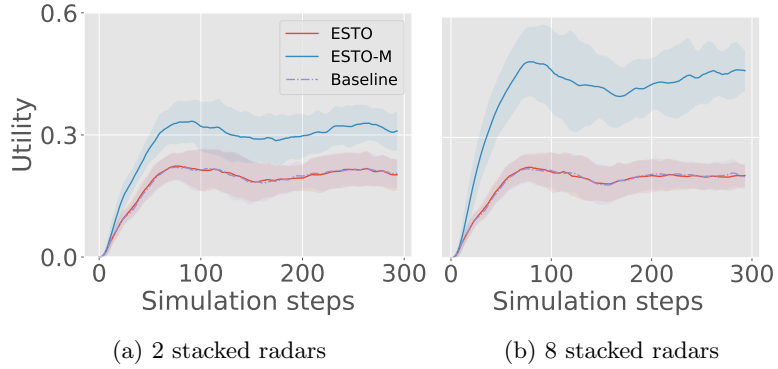 0.6
0.3
0.0
Utility
ESTO
ESTO-M
Baseline
0 100 200 300
0 100 200 300
Simulation steps
Simulation steps
(a) 2 stacked radars
(b) 8 stacked radars